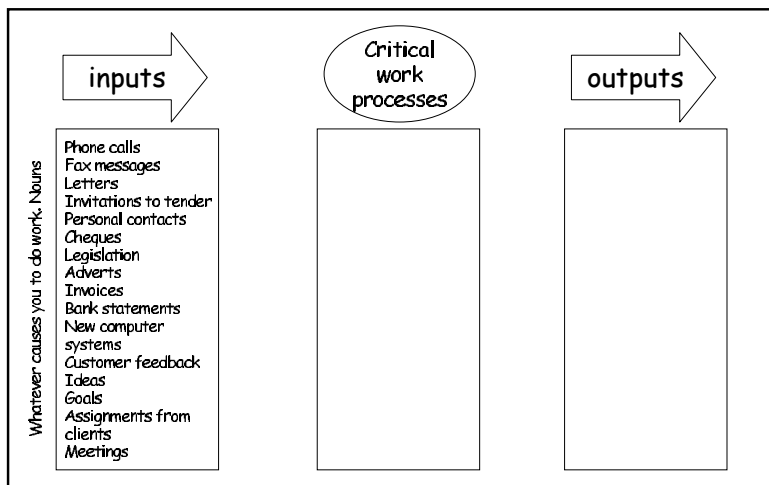 inputs
Critical
work
processes
outputs
Whatever causes you to do work. Nouns
Phone calls
Fax messages
Letters
Invitations to tender
Personal contacts
Cheques
Legislation
Adverts
Invoices
Bank statements
New computer
systems
Customer feedback
Ideas
Goals
Assignments from
clients
Meetings